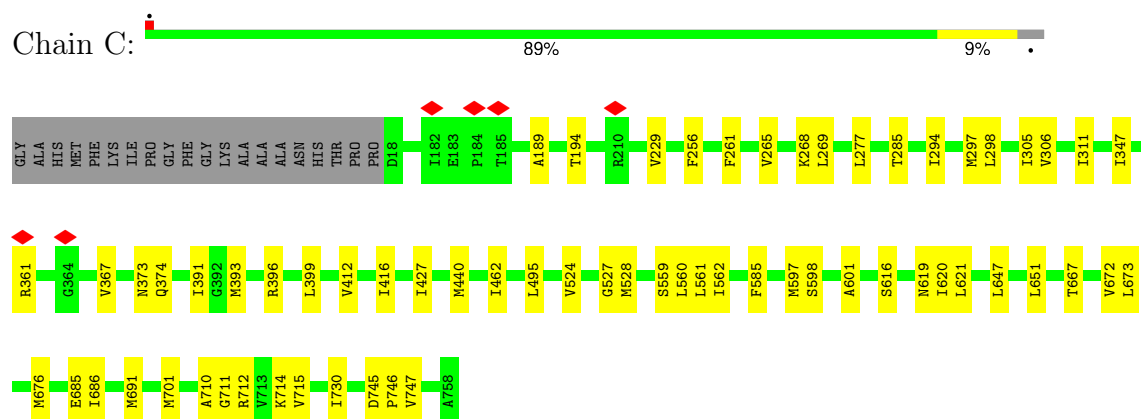 Chain C:
89% 9%
GLY ALA HIS MET PHE LYS ILE PRO GLY PHE GLY LYS ALA ALA ALA ASN HIS THR PRO PRO D18 I182 E183 P184 T185 A189 T194 R210 V229 F256 F261 V265 K268 L269 L277 T285 I294 M297 L298 I305 V306 I311 I347
R361 G364 V367 N373 Q374 I391 G392 M393 R396 L399 V412 I416 I427 M440 I462 L495 V524 G527 M528 S559 L560 L561 I562 F585 M597 S598 A601 S616 N619 I620 L621 L647 L651 T667 V672 L673
M676 E685 I686 M691 M701 A710 G711 R712 V713 K714 V715 I730 D745 P746 V747 A758